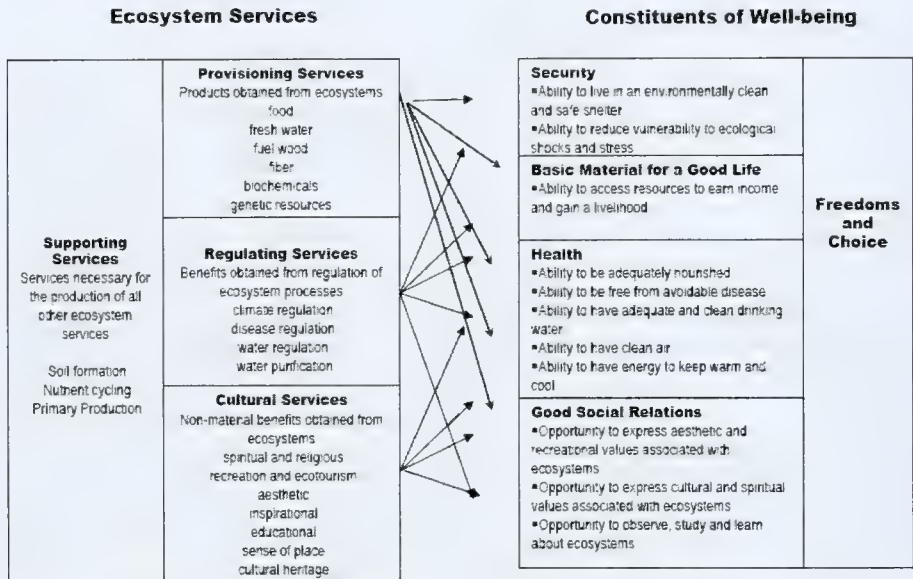 Ecosystem Services
Constituents of Well-being
Supporting
Services
Services necessary for
the production of all
other ecosystem
services
Soil formation
Nutrient cycling
Primary Production
Provisioning Services
Products obtained from ecosystems
food
fresh water
fuel wood
fiber
biochemicals
genetic resources
Regulating Services
Benefits obtained from regulation of
ecosystem processes
climate regulation
disease regulation
water regulation
water purification
Cultural Services
Non-material benefits obtained from
ecosystems
spiritual and religious
recreation and ecotourism
aesthetic
inspirational
educational
sense of place
cultural heritage
Security
▪Ability to live in an environmentally clean
and safe shelter
▪Ability to reduce vulnerability to ecological
shocks and stress
Basic Material for a Good Life
▪Ability to access resources to earn income
and gain a livelihood
Health
▪Ability to be adequately nourished
▪Ability to be free from avoidable disease
▪Ability to have adequate and clean drinking
water
▪Ability to have clean air
▪Ability to have energy to keep warm and
cool
Good Social Relations
▪Opportunity to express aesthetic and
recreational values associated with
ecosystems
▪Opportunity to express cultural and spiritual
values associated with ecosystems
▪Opportunity to observe, study and learn
about ecosystems
Freedoms
and
Choice